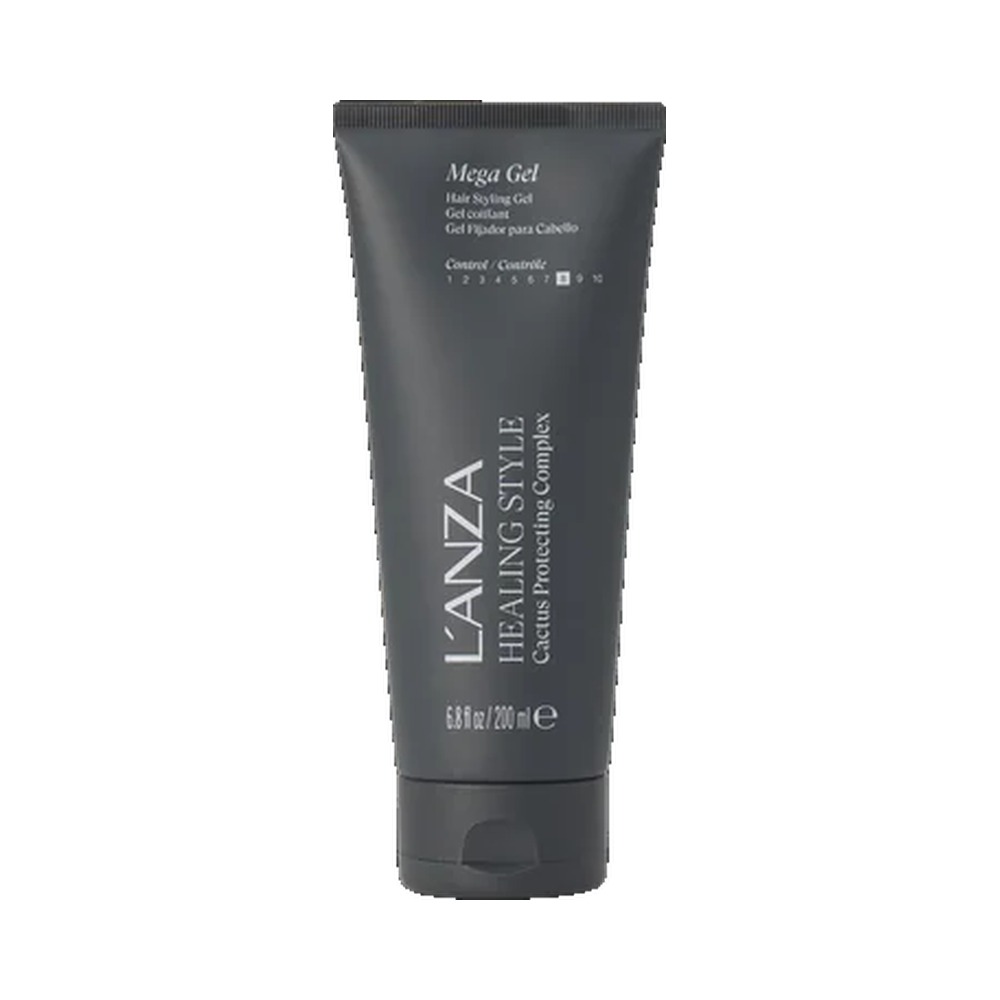 Mega Gel
Hair Styling Gel
Gel coiffant
Gel Fijador para Cabello
Control / Contrôle
1 2 3 4 5 6 7 8 9 10
L'ANZA
HEALING STYLE
Cactus Protecting Complex
6.8 fl oz / 200 ml ℮